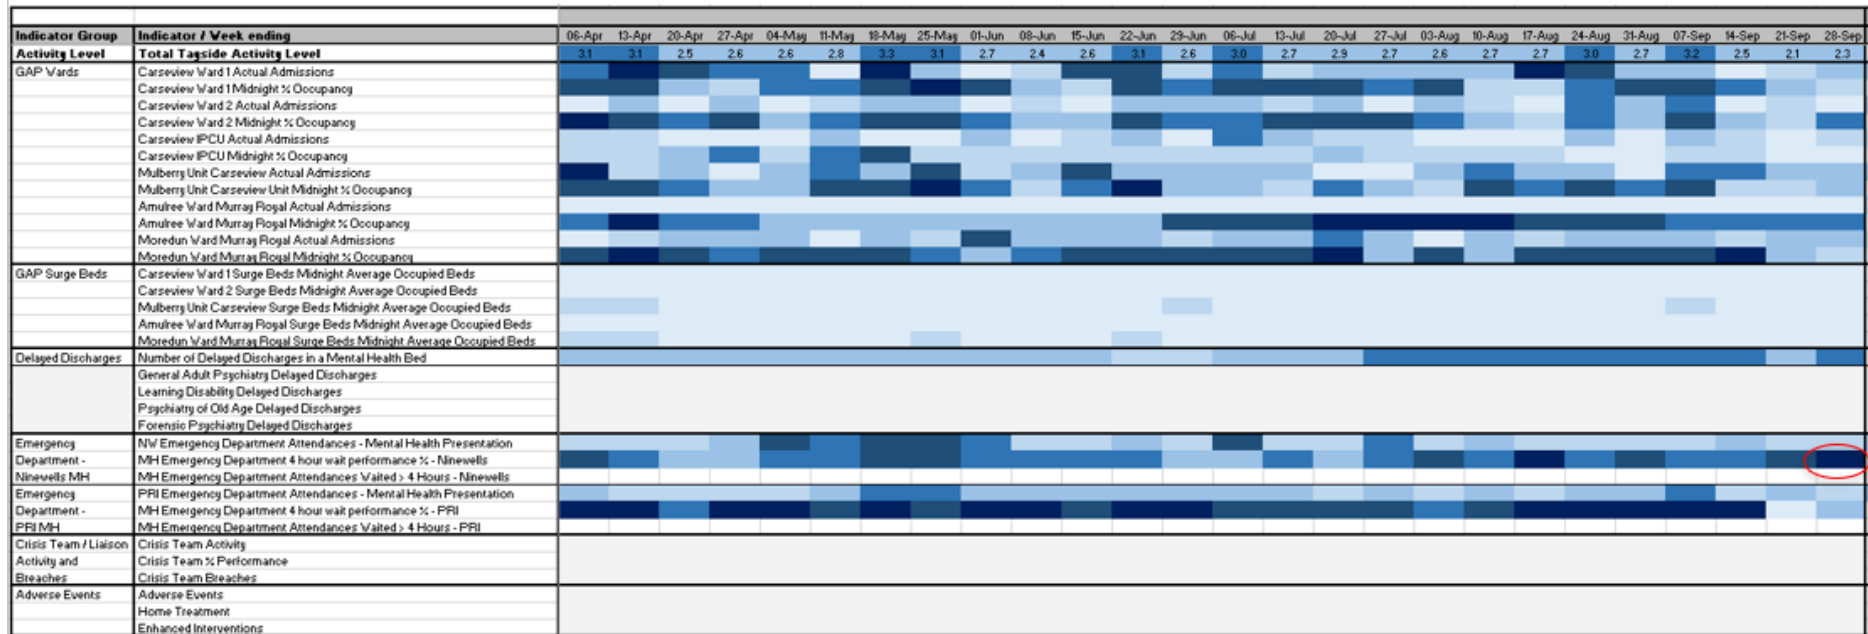 Indicator Group Indicator / Week ending 06-Apr 13-Apr 20-Apr 27-Apr 04-May 11-May 18-May 25-May 01-Jun 08-Jun 15-Jun 22-Jun 29-Jun 06-Jul 13-Jul 20-Jul 27-Jul 03-Aug 10-Aug 17-Aug 24-Aug 31-Aug 07-Sep 14-Sep 21-Sep 28-Sep
Activity Level Total Tayside Activity Level 3.1 3.1 2.5 2.6 2.6 2.8 3.3 3.1 2.7 2.4 2.6 3.1 2.6 3.0 2.7 2.9 2.7 2.6 2.7 2.7 3.0 2.7 3.2 2.5 2.1 2.3
GAP Wards Carseview Ward 1 Actual Admissions
Carseview Ward 1 Midnight % Occupancy
Carseview Ward 2 Actual Admissions
Carseview Ward 2 Midnight % Occupancy
Carseview IPCU Actual Admissions
Carseview IPCU Midnight % Occupancy
Mulberry Unit Carseview Actual Admissions
Mulberry Unit Carseview Unit Midnight % Occupancy
Amulree Ward Murray Royal Actual Admissions
Amulree Ward Murray Royal Midnight % Occupancy
Moredun Ward Murray Royal Actual Admissions
Moredun Ward Murray Royal Midnight % Occupancy
GAP Surge Beds Carseview Ward 1 Surge Beds Midnight Average Occupied Beds
Carseview Ward 2 Surge Beds Midnight Average Occupied Beds
Mulberry Unit Carseview Surge Beds Midnight Average Occupied Beds
Amulree Ward Murray Royal Surge Beds Midnight Average Occupied Beds
Moredun Ward Murray Royal Surge Beds Midnight Average Occupied Beds
Delayed Discharges Number of Delayed Discharges in a Mental Health Bed
General Adult Psychiatry Delayed Discharges
Learning Disability Delayed Discharges
Psychiatry of Old Age Delayed Discharges
Forensic Psychiatry Delayed Discharges
Emergency NW Emergency Department Attendances - Mental Health Presentation
Department - MH Emergency Department 4 hour wait performance % - Ninewells
Ninewells MH MH Emergency Department Attendances Waited > 4 Hours - Ninewells
Emergency PRI Emergency Department Attendances - Mental Health Presentation
Department - MH Emergency Department 4 hour wait performance % - PRI
PRI MH MH Emergency Department Attendances Waited > 4 Hours - PRI
Crisis Team / Liaison Crisis Team Activity
Activity and Crisis Team % Performance
Breaches Crisis Team Breaches
Adverse Events Adverse Events
Home Treatment
Enhanced Interventions